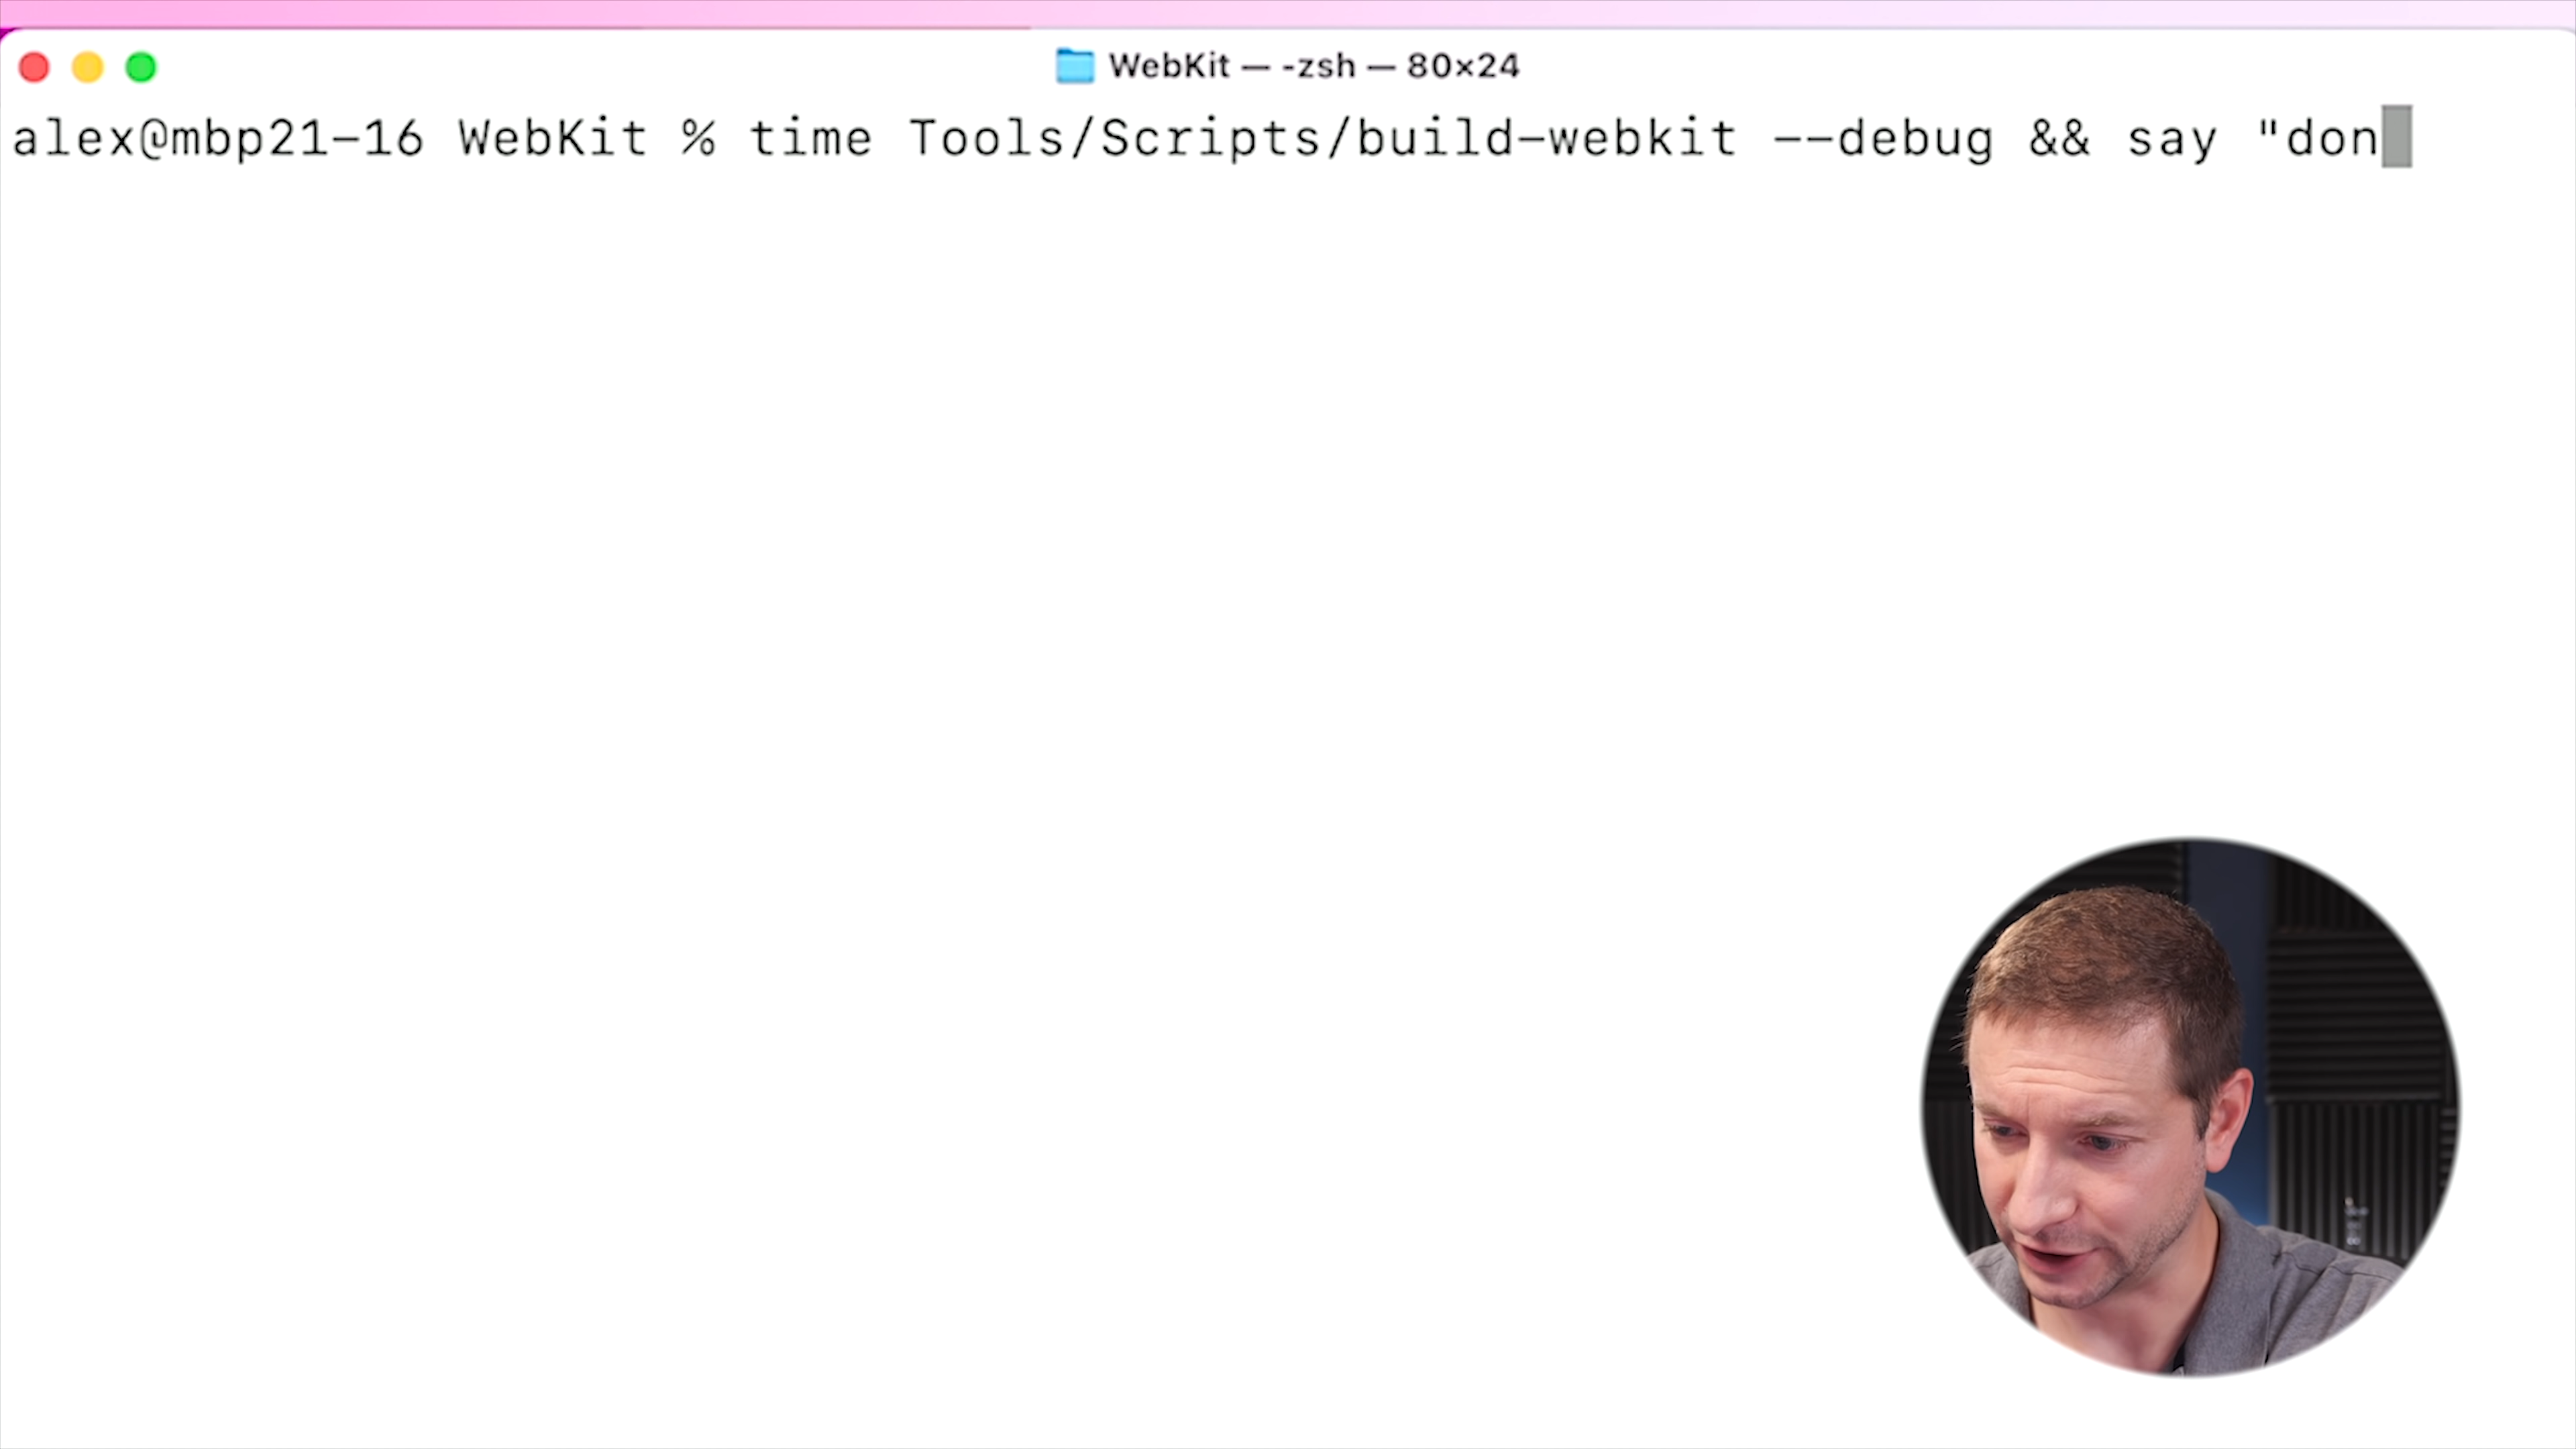 WebKit — -zsh — 80×24
alex@mbp21-16 WebKit % time Tools/Scripts/build-webkit --debug && say "don